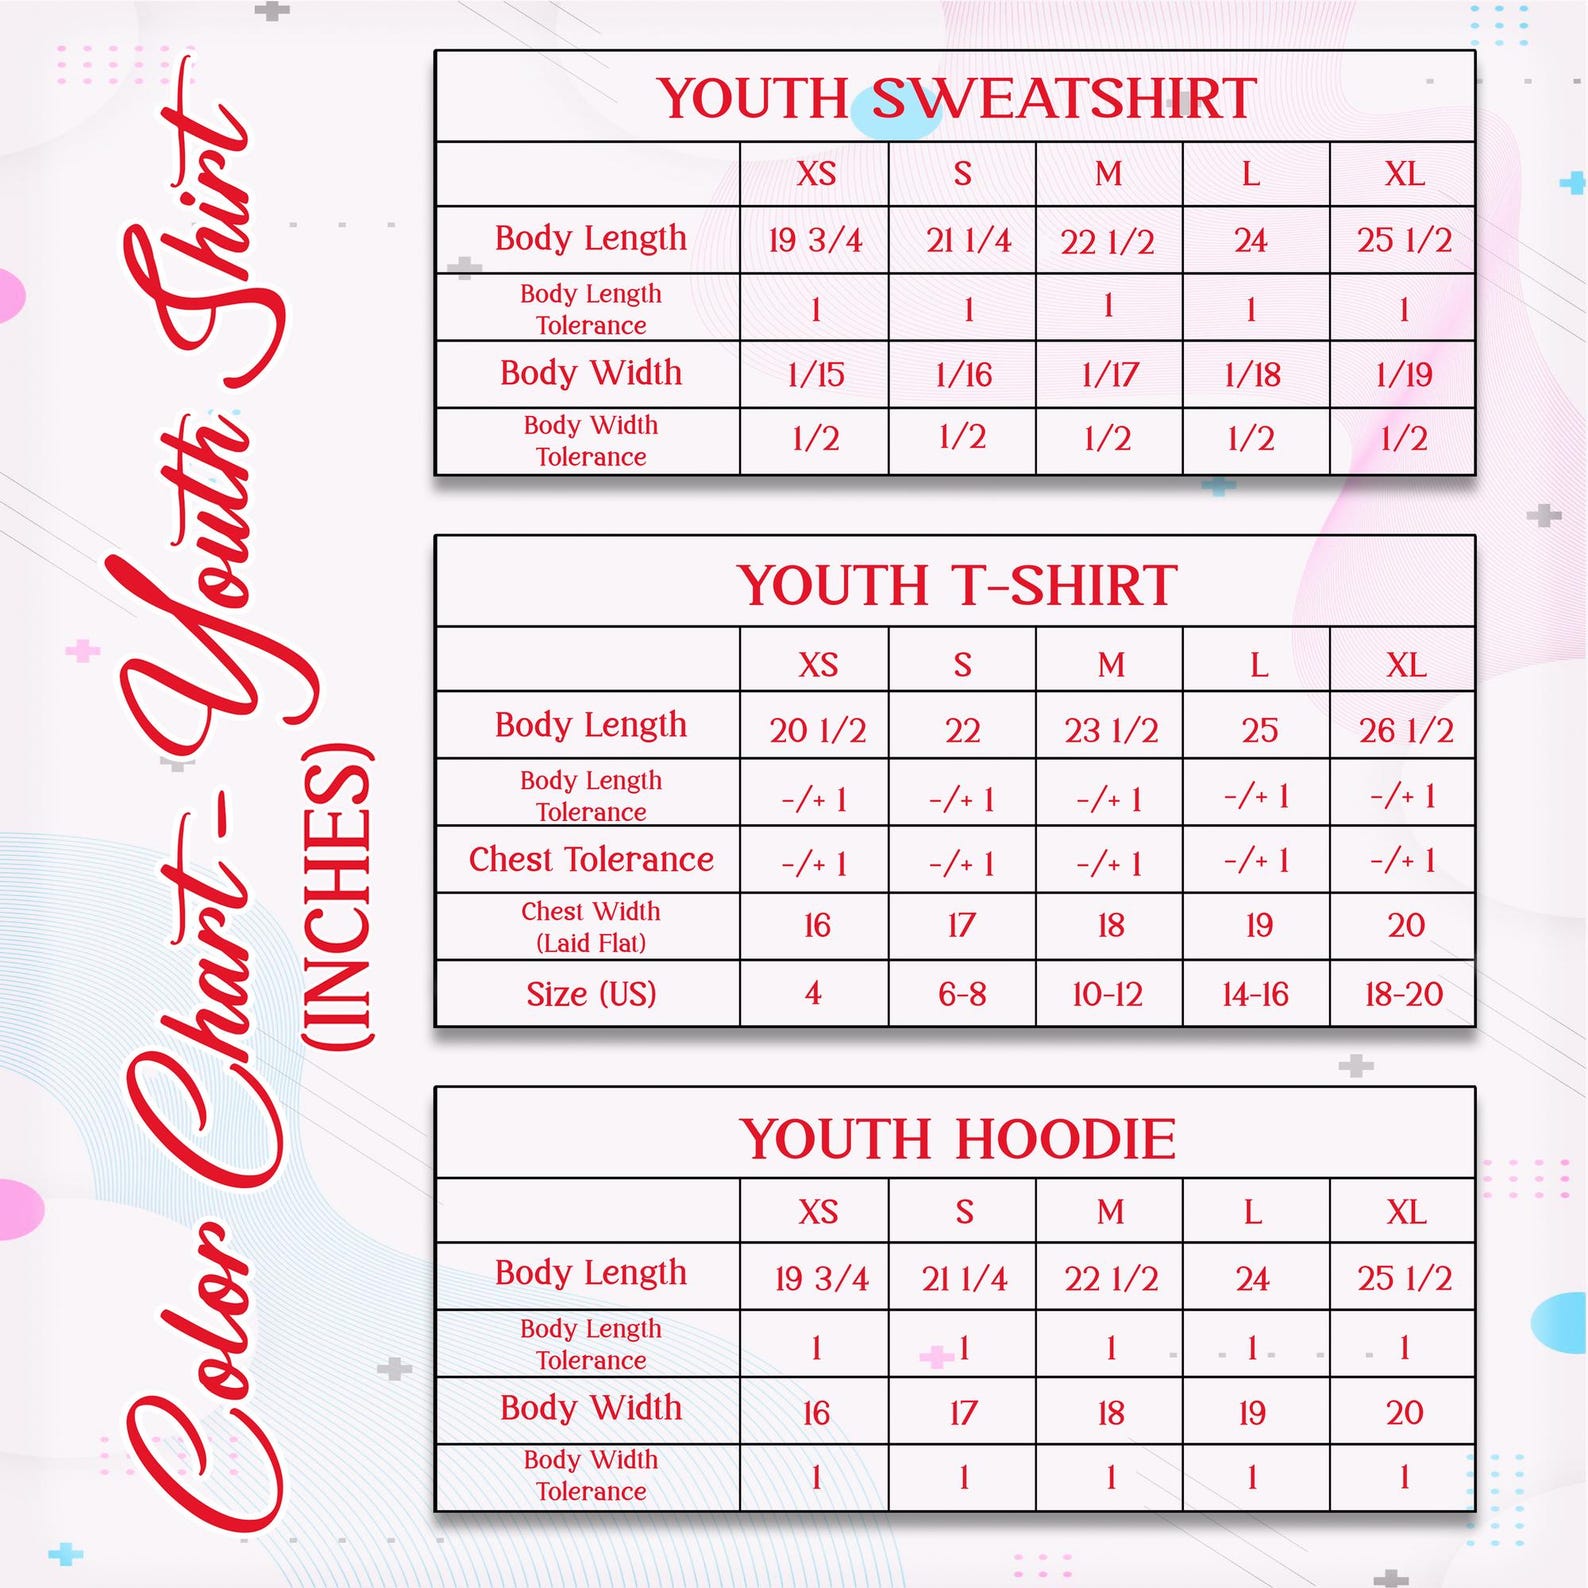 Color Chart- Youth Shirt
(INCHES)
YOUTH SWEATSHIRT
XS S M L XL
Body Length 19 3/4 21 1/4 22 1/2 24 25 1/2
Body Length
Tolerance 1 1 1 1 1
Body Width 1/15 1/16 1/17 1/18 1/19
Body Width
Tolerance 1/2 1/2 1/2 1/2 1/2
YOUTH T-SHIRT
XS S M L XL
Body Length 20 1/2 22 23 1/2 25 26 1/2
Body Length
Tolerance -/+ 1 -/+ 1 -/+ 1 -/+ 1 -/+ 1
Chest Tolerance -/+ 1 -/+ 1 -/+ 1 -/+ 1 -/+ 1
Chest Width
(Laid Flat) 16 17 18 19 20
Size (US) 4 6-8 10-12 14-16 18-20
YOUTH HOODIE
XS S M L XL
Body Length 19 3/4 21 1/4 22 1/2 24 25 1/2
Body Length
Tolerance 1 1 1 1 1
Body Width 16 17 18 19 20
Body Width
Tolerance 1 1 1 1 1